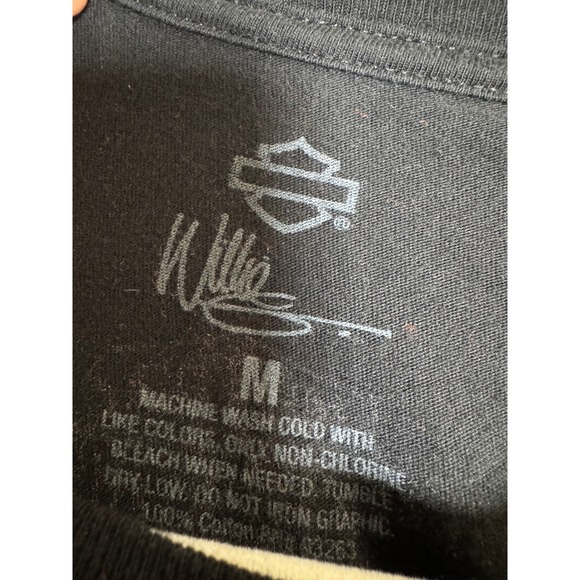 ®
Willie G.
M
MACHINE WASH COLD WITH
LIKE COLORS. ONLY NON-CHLORINE
BLEACH WHEN NEEDED. TUMBLE
DRY LOW. DO NOT IRON GRAPHIC.
100% Cotton